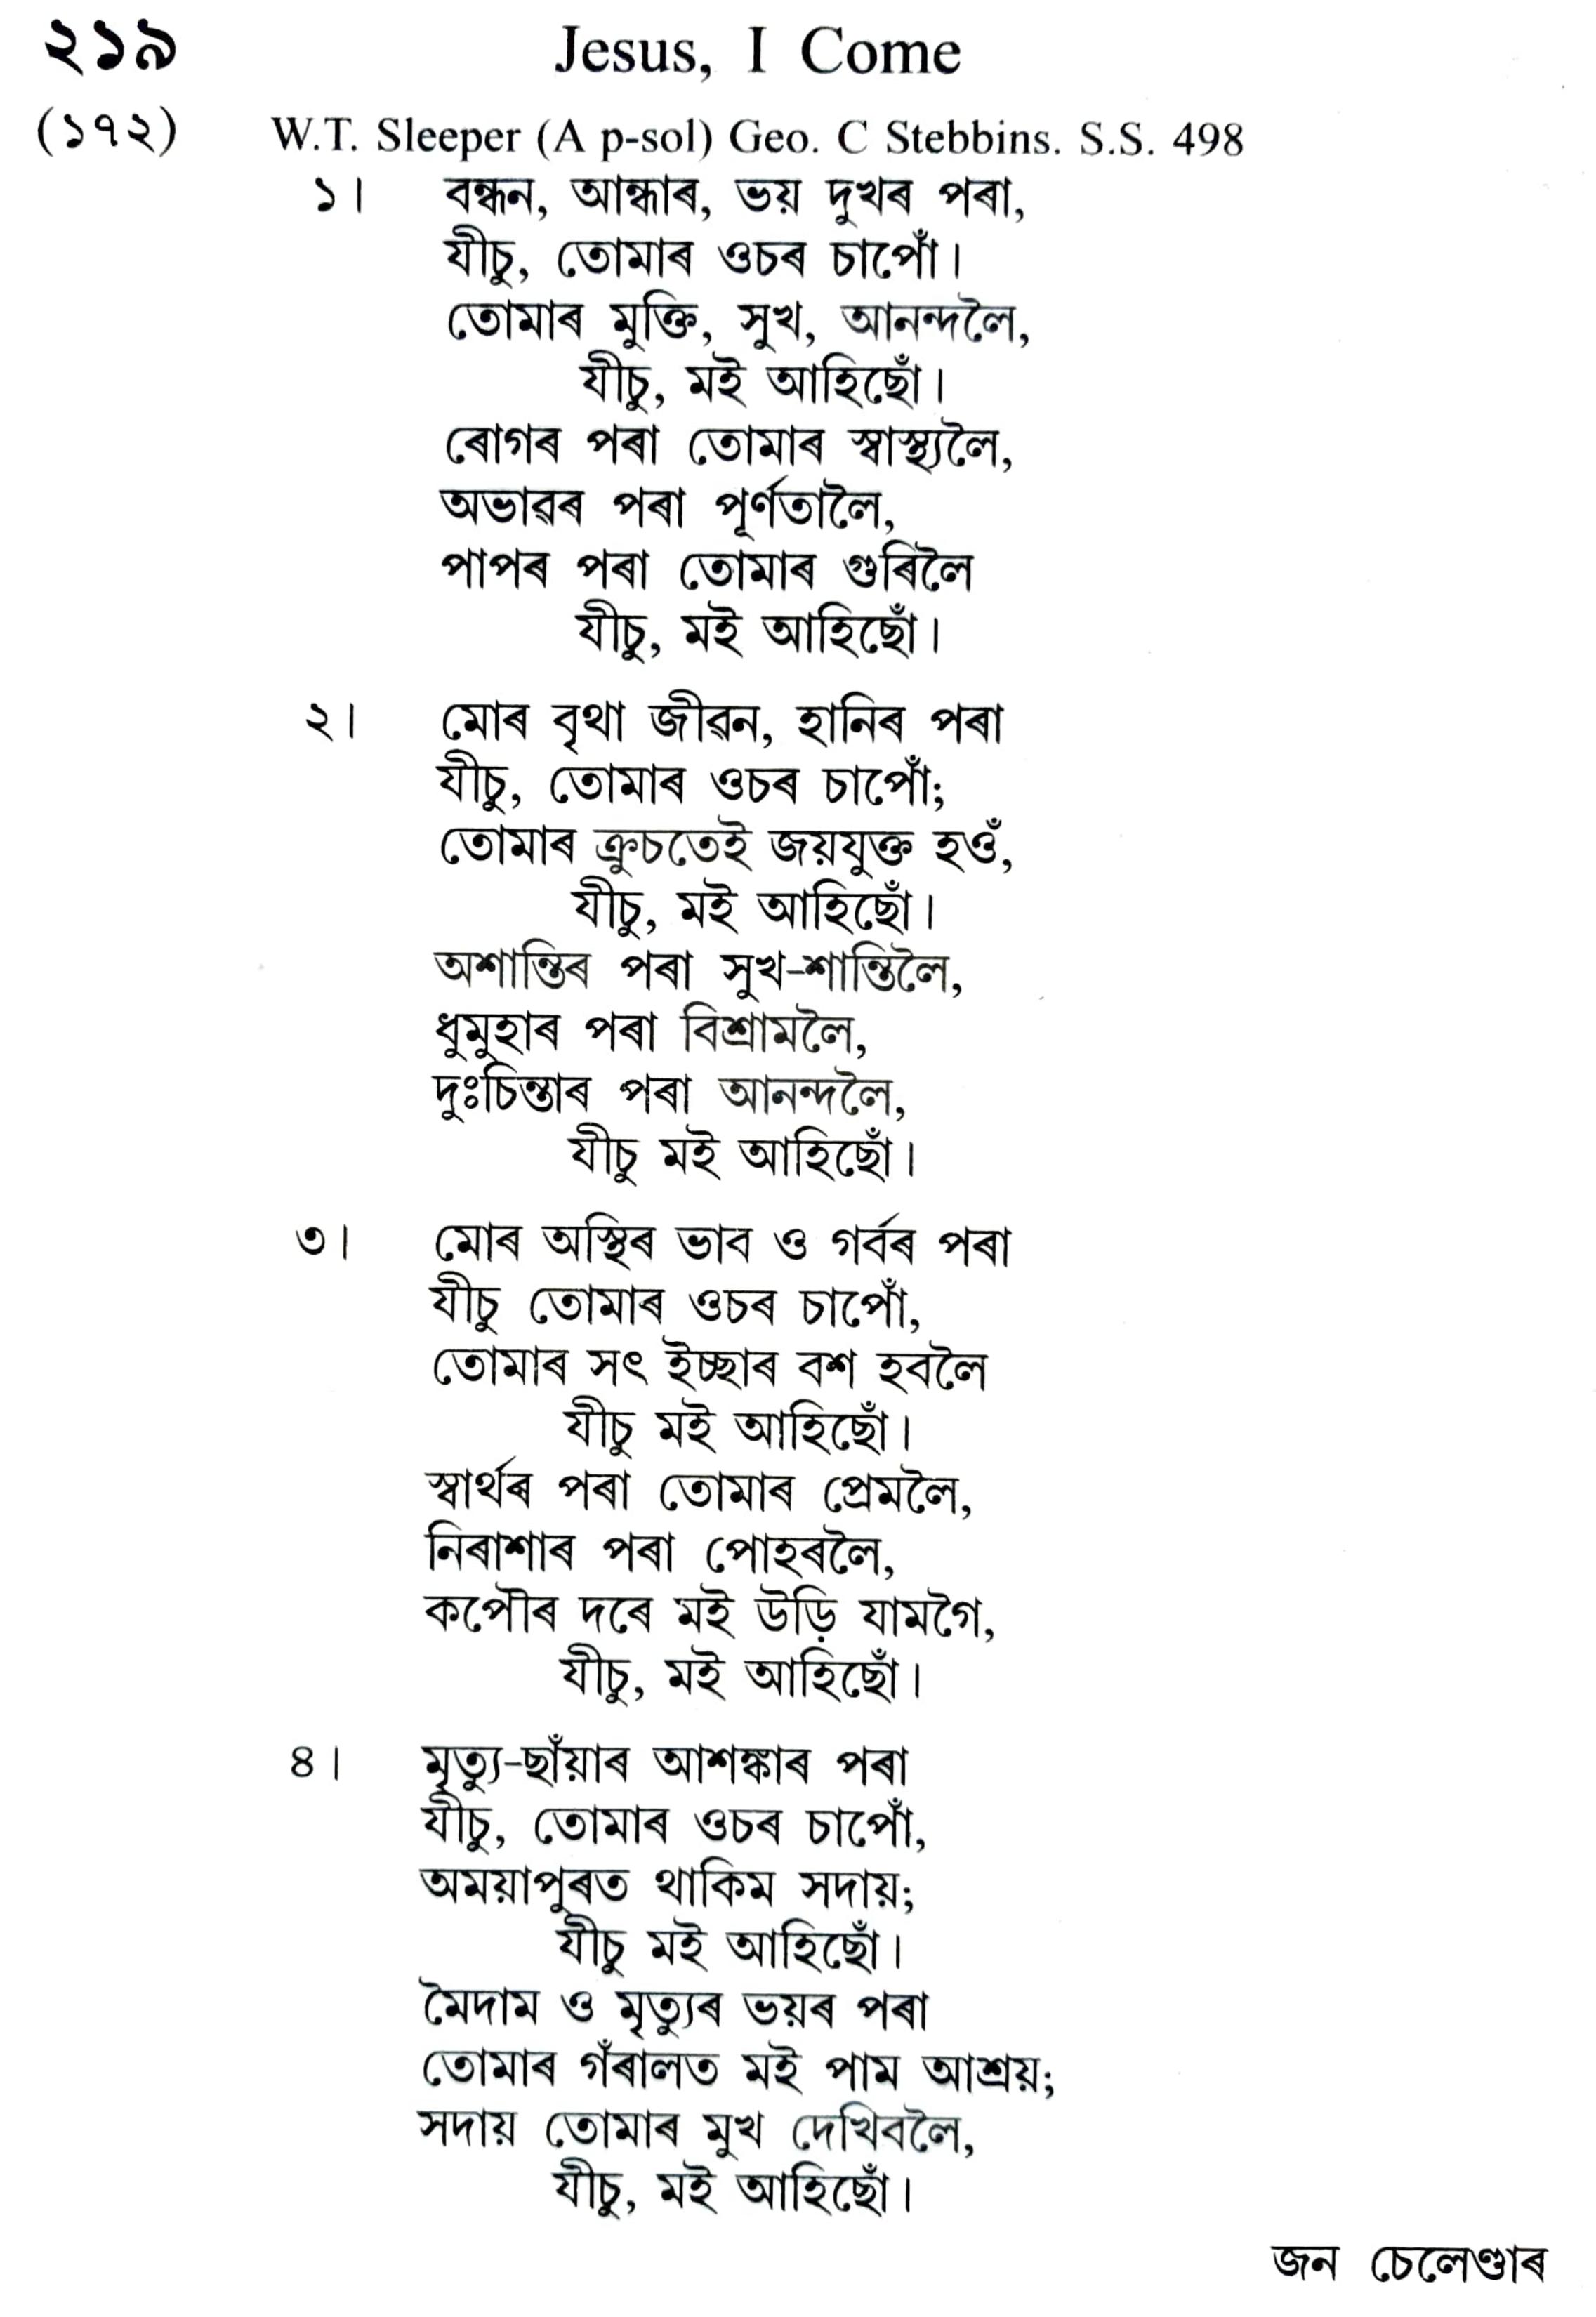 ২১৯ Jesus, I Come
(১৭২) W.T. Sleeper (A p-sol) Geo. C Stebbins. S.S. 498
১। বন্ধন, আন্ধাৰ, ভয় দুখৰ পৰা,
যীচু, তোমাৰ ওচৰ চাপোঁ।
তোমাৰ মুক্তি, সুখ, আনন্দলৈ,
যীচু, মই আহিছোঁ।
ৰোগৰ পৰা তোমাৰ স্বাস্থ্যলৈ,
অভাৱৰ পৰা পূৰ্ণতালৈ,
পাপৰ পৰা তোমাৰ গুৰিলৈ
যীচু, মই আহিছোঁ।
২। মোৰ বৃথা জীৱন, হানিৰ পৰা
যীচু, তোমাৰ ওচৰ চাপোঁ;
তোমাৰ ক্ৰুচতেই জয়যুক্ত হওঁ,
যীচু, মই আহিছোঁ।
অশান্তিৰ পৰা সুখ-শান্তিলৈ,
ধুমুহাৰ পৰা বিশ্ৰামলৈ,
দুঃচিন্তাৰ পৰা আনন্দলৈ,
যীচু মই আহিছোঁ।
৩। মোৰ অস্থিৰ ভাব ও গৰ্বৰ পৰা
যীচু তোমাৰ ওচৰ চাপোঁ,
তোমাৰ সৎ ইচ্ছাৰ বশ হবলৈ
যীচু মই আহিছোঁ।
স্বাৰ্থৰ পৰা তোমাৰ প্ৰেমলৈ,
নিৰাশাৰ পৰা পোহৰলৈ,
কপৌৰ দৰে মই উড়ি যামগৈ,
যীচু, মই আহিছোঁ।
৪। মৃত্যু-ছাঁয়াৰ আশঙ্কাৰ পৰা
যীচু, তোমাৰ ওচৰ চাপোঁ,
অময়াপুৰত থাকিম সদায়;
যীচু মই আহিছোঁ।
মৈদাম ও মৃত্যুৰ ভয়ৰ পৰা
তোমাৰ গঁৰালত মই পাম আশ্ৰয়;
সদায় তোমাৰ মুখ দেখিবলৈ,
যীচু, মই আহিছোঁ।
জন চেলেণ্ডাৰ